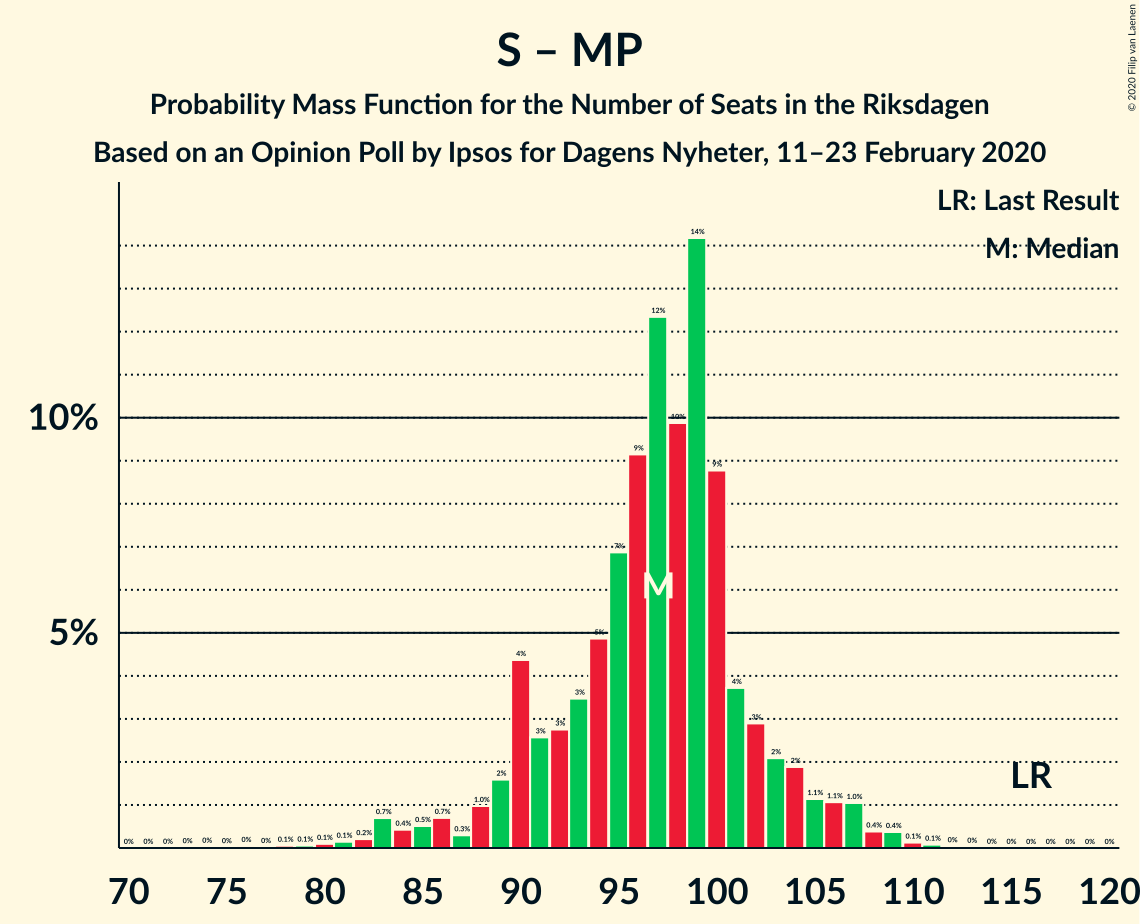 S – MP
Probability Mass Function for the Number of Seats in the Riksdagen
Based on an Opinion Poll by Ipsos for Dagens Nyheter, 11–23 February 2020
© 2020 Filip van Laenen
LR: Last Result
M: Median
10%
5%
0% 0% 0% 0% 0% 0% 0% 0% 0.1% 0.1% 0.1% 0.1% 0.2% 0.7% 0.4% 0.5% 0.7% 0.3% 1.0% 2% 4% 3% 3% 3% 5% 7% 9% 12% 10% 14% 9% 4% 3% 2% 2% 1.1% 1.1% 1.0% 0.4% 0.4% 0.1% 0.1% 0% 0% 0% 0% 0% 0% 0% 0% 0%
M
LR
70 75 80 85 90 95 100 105 110 115 120